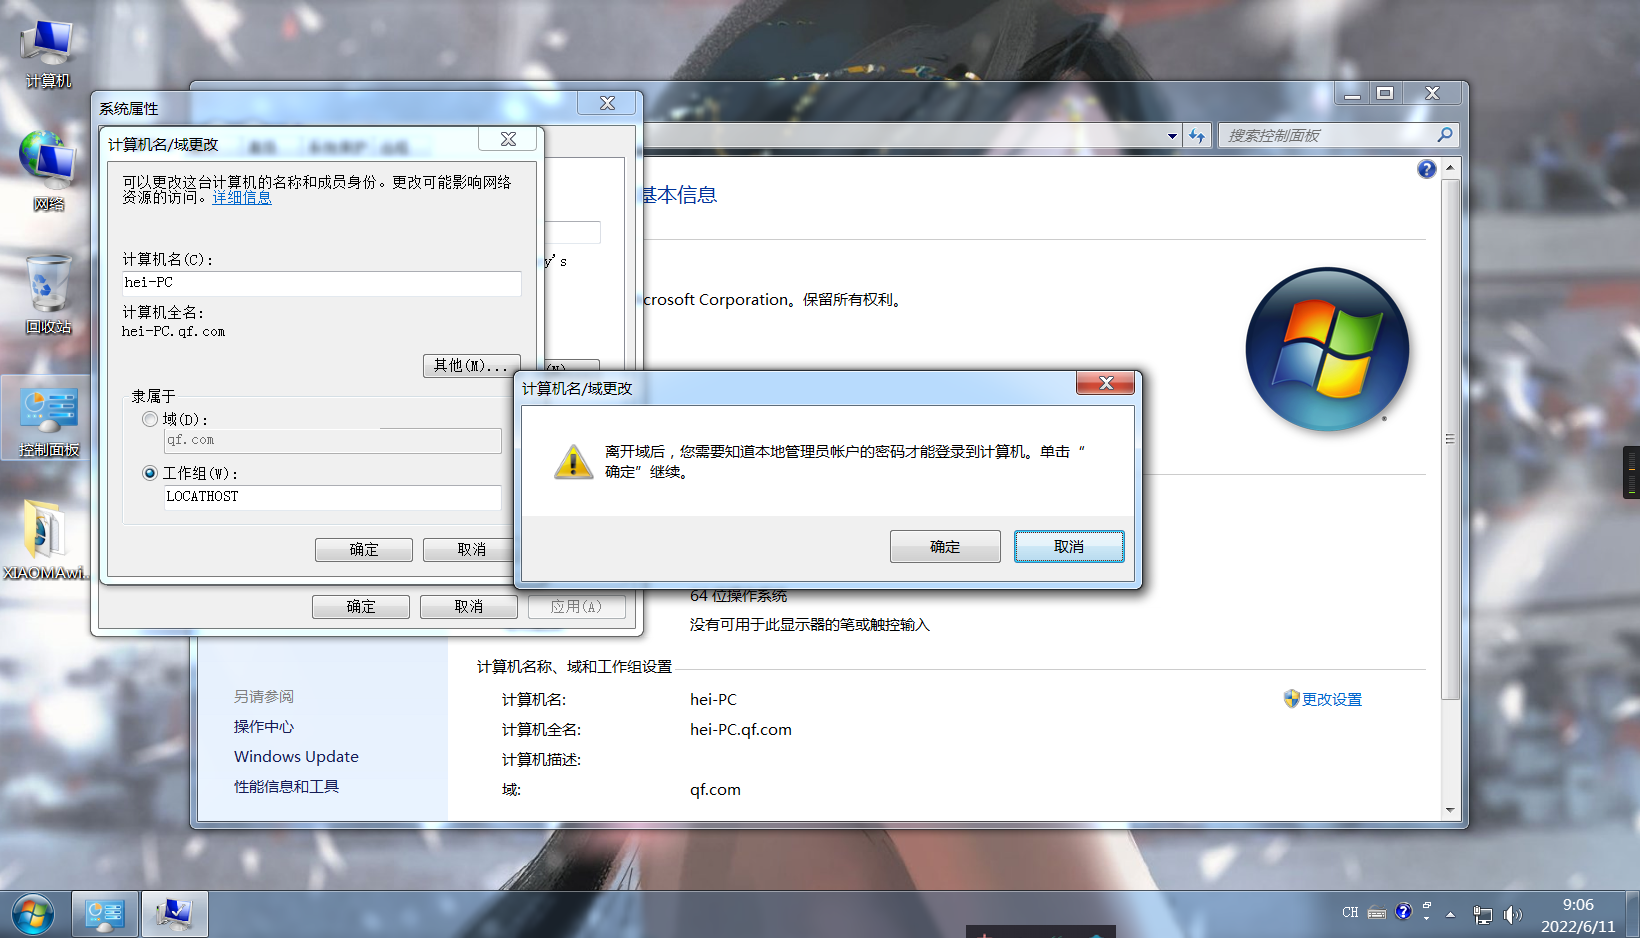 计算机
网络
回收站
控制面板
XIAOMAwi...
系统属性
计算机名/域更改
可以更改这台计算机的名称和成员身份。更改可能影响网络
资源的访问。详细信息
计算机名(C):
hei-PC
计算机全名:
hei-PC.qf.com
其他(M)...
隶属于
域(D):
qf.com
工作组(W):
LOCATHOST
确定
取消
y's
(N)...
确定
取消
应用(A)
搜索控制面板
基本信息
crosoft Corporation。保留所有权利。
计算机名/域更改
离开域后，您需要知道本地管理员帐户的密码才能登录到计算机。单击“
确定”继续。
确定
取消
64 位操作系统
没有可用于此显示器的笔或触控输入
计算机名称、域和工作组设置
计算机名:
hei-PC
更改设置
计算机全名:
hei-PC.qf.com
计算机描述:
域:
qf.com
另请参阅
操作中心
Windows Update
性能信息和工具
CH
9:06
2022/6/11